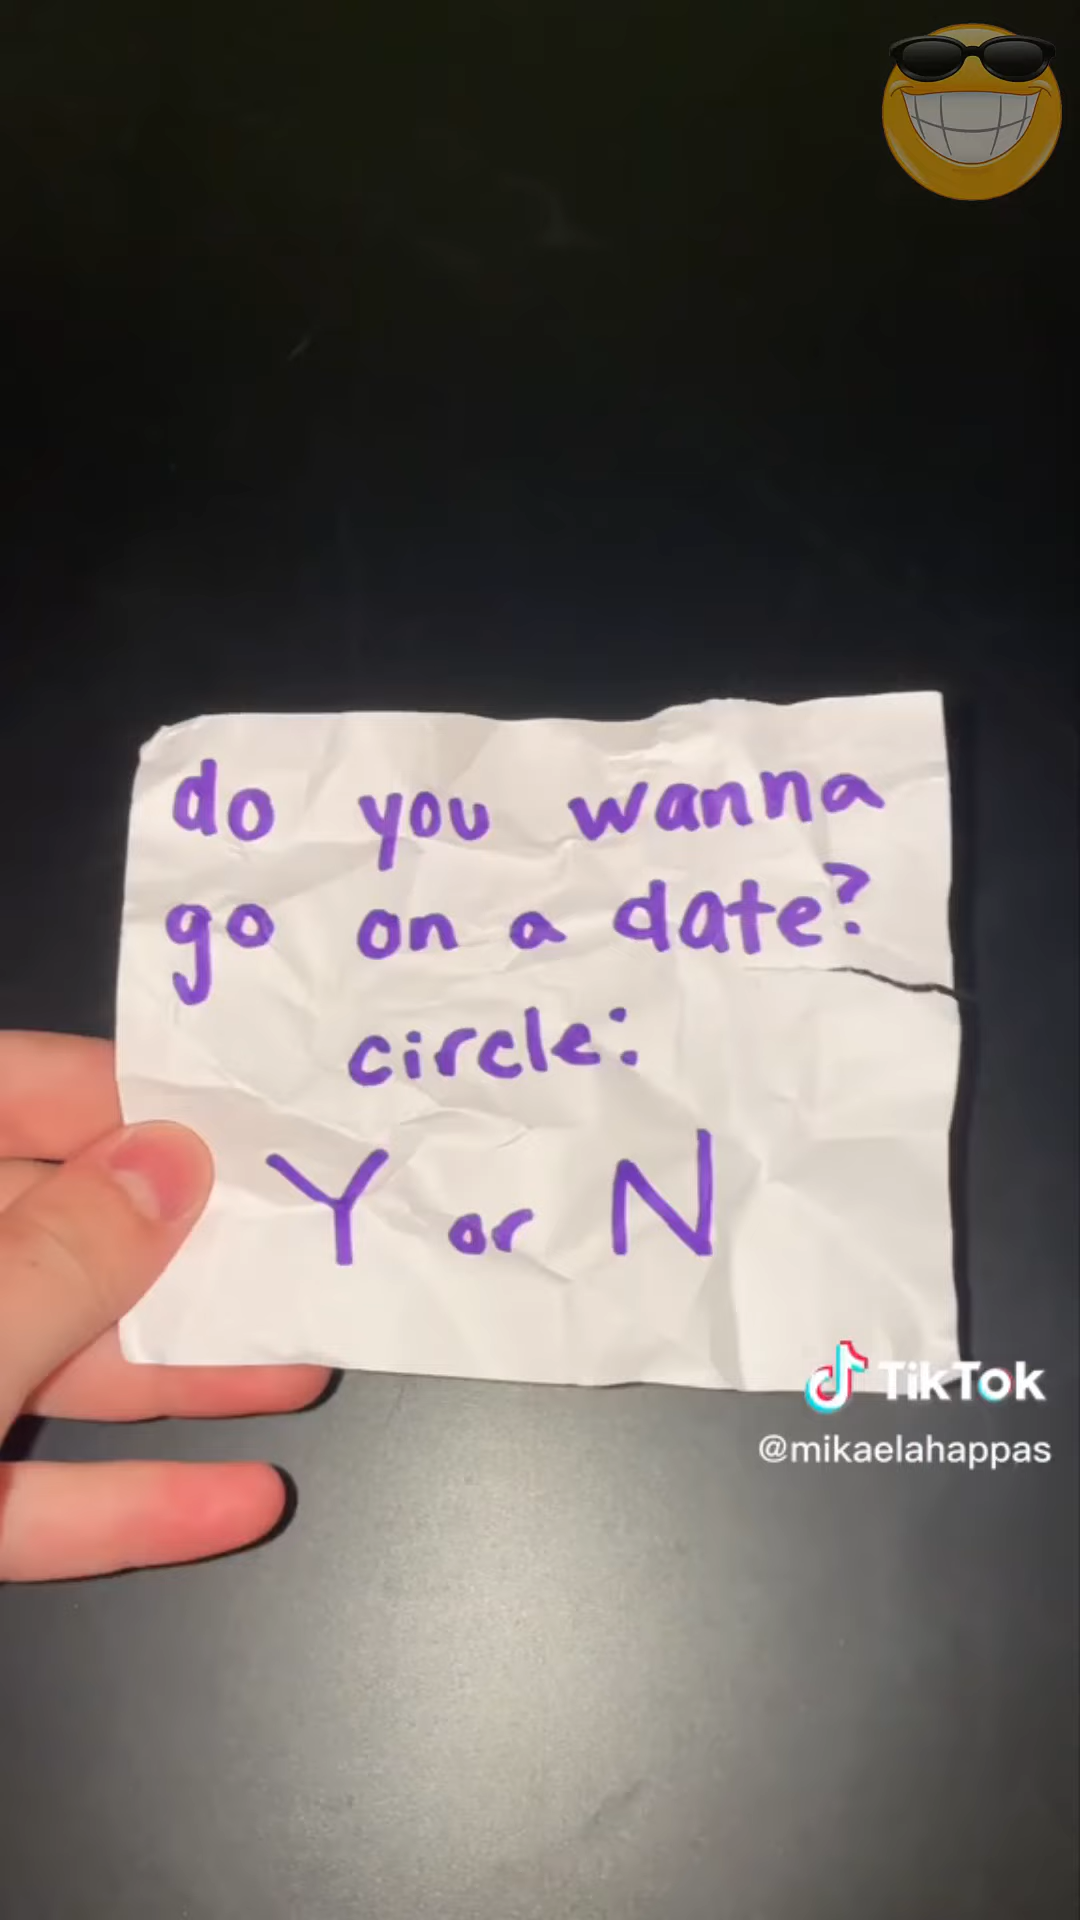 do you wanna
go on a date?
circle:
Y or N
TikTok
@mikaelahappas